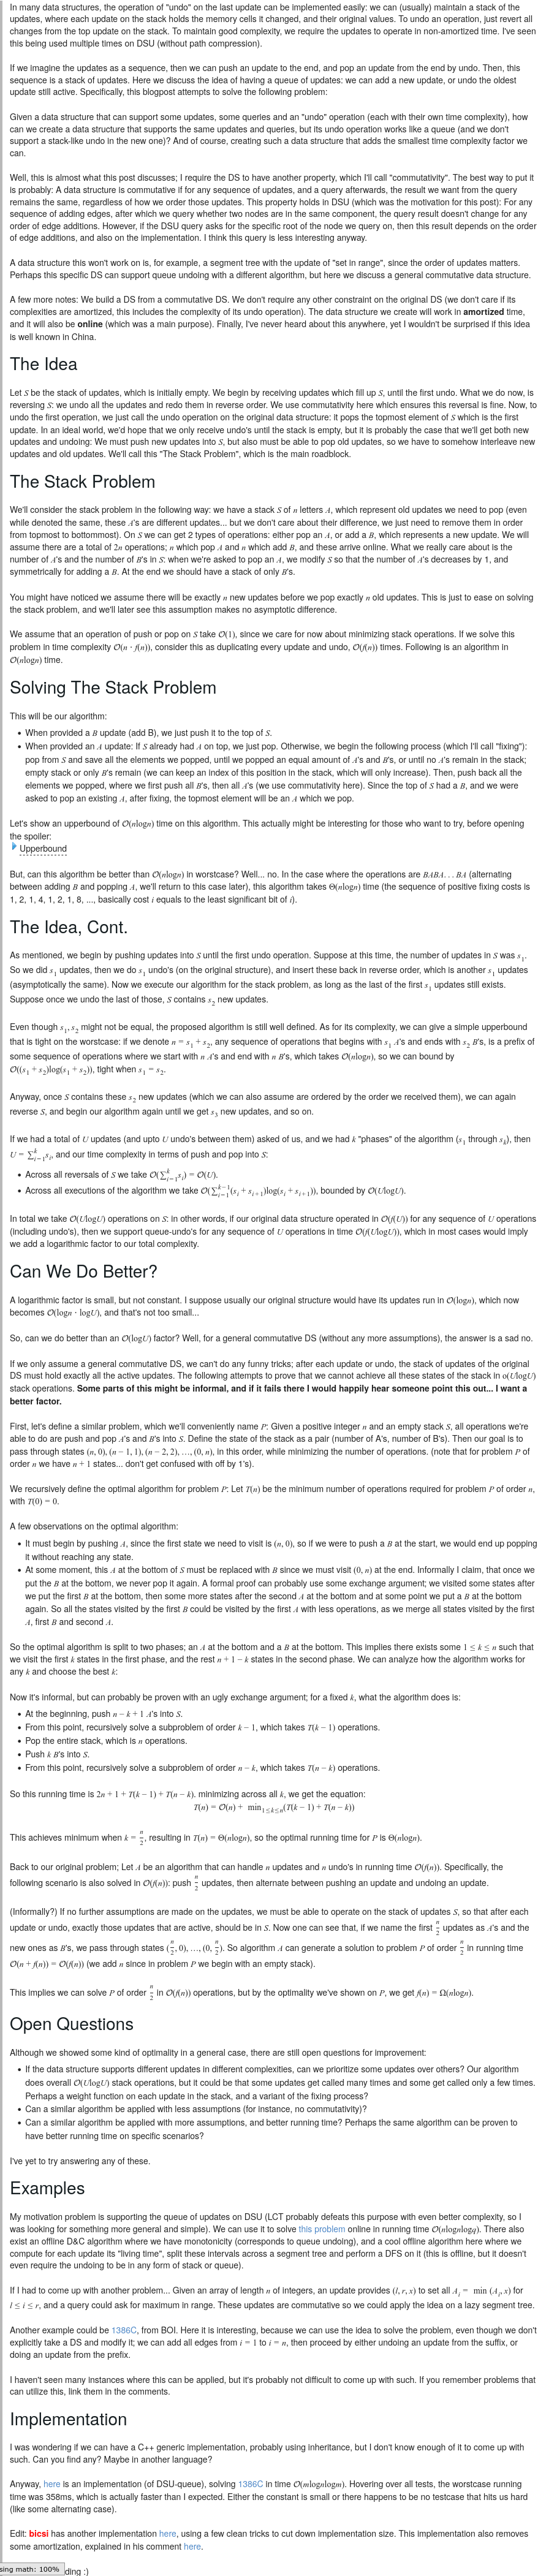 In many data structures, the operation of "undo" on the last update can be implemented easily: we can (usually) maintain a stack of the
updates, where each update on the stack holds the memory cells it changed, and their original values. To undo an operation, just revert all
changes from the top update on the stack. To maintain good complexity, we require the updates to operate in non-amortized time. I've seen
this being used multiple times on DSU (without path compression).
If we imagine the updates as a sequence, then we can push an update to the end, and pop an update from the end by undo. Then, this
sequence is a stack of updates. Here we discuss the idea of having a queue of updates: we can add a new update, or undo the oldest
update still active. Specifically, this blogpost attempts to solve the following problem:
Given a data structure that can support some updates, some queries and an "undo" operation (each with their own time complexity), how
can we create a data structure that supports the same updates and queries, but its undo operation works like a queue (and we don't
support a stack-like undo in the new one)? And of course, creating such a data structure that adds the smallest time complexity factor we
can.
Well, this is almost what this post discusses; I require the DS to have another property, which I'll call "commutativity". The best way to put it
is probably: A data structure is commutative if for any sequence of updates, and a query afterwards, the result we want from the query
remains the same, regardless of how we order those updates. This property holds in DSU (which was the motivation for this post): For any
sequence of adding edges, after which we query whether two nodes are in the same component, the query result doesn't change for any
order of edge additions. However, if the DSU query asks for the specific root of the node we query on, then this result depends on the order
of edge additions, and also on the implementation. I think this query is less interesting anyway.
A data structure this won't work on is, for example, a segment tree with the update of "set in range", since the order of updates matters.
Perhaps this specific DS can support queue undoing with a different algorithm, but here we discuss a general commutative data structure.
A few more notes: We build a DS from a commutative DS. We don't require any other constraint on the original DS (we don't care if its
complexities are amortized, this includes the complexity of its undo operation). The data structure we create will work in amortized time,
and it will also be online (which was a main purpose). Finally, I've never heard about this anywhere, yet I wouldn't be surprised if this idea
is well known in China.
The Idea
Let S be the stack of updates, which is initially empty. We begin by receiving updates which fill up S, until the first undo. What we do now, is
reversing S: we undo all the updates and redo them in reverse order. We use commutativity here which ensures this reversal is fine. Now, to
undo the first operation, we just call the undo operation on the original data structure: it pops the topmost element of S which is the first
update. In an ideal world, we'd hope that we only receive undo's until the stack is empty, but it is probably the case that we'll get both new
updates and undoing: We must push new updates into S, but also must be able to pop old updates, so we have to somehow interleave new
updates and old updates. We'll call this "The Stack Problem", which is the main roadblock.
The Stack Problem
We'll consider the stack problem in the following way: we have a stack S of n letters A, which represent old updates we need to pop (even
while denoted the same, these A's are different updates... but we don't care about their difference, we just need to remove them in order
from topmost to bottommost). On S we can get 2 types of operations: either pop an A, or add a B, which represents a new update. We will
assume there are a total of 2n operations; n which pop A and n which add B, and these arrive online. What we really care about is the
number of A's and the number of B's in S: when we're asked to pop an A, we modify S so that the number of A's decreases by 1, and
symmetrically for adding a B. At the end we should have a stack of only B's.
You might have noticed we assume there will be exactly n new updates before we pop exactly n old updates. This is just to ease on solving
the stack problem, and we'll later see this assumption makes no asymptotic difference.
We assume that an operation of push or pop on S take O(1), since we care for now about minimizing stack operations. If we solve this
problem in time complexity O(n · f(n)), consider this as duplicating every update and undo, O(f(n)) times. Following is an algorithm in
O(nlogn) time.
Solving The Stack Problem
This will be our algorithm:
• When provided a B update (add B), we just push it to the top of S.
• When provided an A update: If S already had A on top, we just pop. Otherwise, we begin the following process (which I'll call "fixing"):
pop from S and save all the elements we popped, until we popped an equal amount of A's and B's, or until no A's remain in the stack;
empty stack or only B's remain (we can keep an index of this position in the stack, which will only increase). Then, push back all the
elements we popped, where we first push all B's, then all A's (we use commutativity here). Since the top of S had a B, and we were
asked to pop an existing A, after fixing, the topmost element will be an A which we pop.
Let's show an upperbound of O(nlogn) time on this algorithm. This actually might be interesting for those who want to try, before opening
the spoiler:
Upperbound
But, can this algorithm be better than O(nlogn) in worstcase? Well... no. In the case where the operations are BABA. . . BA (alternating
between adding B and popping A, we'll return to this case later), this algorithm takes Θ(nlogn) time (the sequence of positive fixing costs is
1, 2, 1, 4, 1, 2, 1, 8, ..., basically cost i equals to the least significant bit of i).
The Idea, Cont.
As mentioned, we begin by pushing updates into S until the first undo operation. Suppose at this time, the number of updates in S was s₁.
So we did s₁ updates, then we do s₁ undo's (on the original structure), and insert these back in reverse order, which is another s₁ updates
(asymptotically the same). Now we execute our algorithm for the stack problem, as long as the last of the first s₁ updates still exists.
Suppose once we undo the last of those, S contains s₂ new updates.
Even though s₁, s₂ might not be equal, the proposed algorithm is still well defined. As for its complexity, we can give a simple upperbound
that is tight on the worstcase: if we denote n = s₁ + s₂, any sequence of operations that begins with s₁ A's and ends with s₂ B's, is a prefix of
some sequence of operations where we start with n A's and end with n B's, which takes O(nlogn), so we can bound by
O((s₁ + s₂)log(s₁ + s₂)), tight when s₁ = s₂.
Anyway, once S contains these s₂ new updates (which we can also assume are ordered by the order we received them), we can again
reverse S, and begin our algorithm again until we get s₃ new updates, and so on.
If we had a total of U updates (and upto U undo's between them) asked of us, and we had k "phases" of the algorithm (s₁ through sₖ), then
U = ∑ᵏᵢ₌₁sᵢ, and our time complexity in terms of push and pop into S:
• Across all reversals of S we take O(∑ᵏᵢ₌₁sᵢ) = O(U).
• Across all executions of the algorithm we take O(∑ᵏ⁻¹ᵢ₌₁(sᵢ + sᵢ₊₁)log(sᵢ + sᵢ₊₁)), bounded by O(UlogU).
In total we take O(UlogU) operations on S: in other words, if our original data structure operated in O(f(U)) for any sequence of U operations
(including undo's), then we support queue-undo's for any sequence of U operations in time O(f(UlogU)), which in most cases would imply
we add a logarithmic factor to our total complexity.
Can We Do Better?
A logarithmic factor is small, but not constant. I suppose usually our original structure would have its updates run in O(logn), which now
becomes O(logn · logU), and that's not too small...
So, can we do better than an O(logU) factor? Well, for a general commutative DS (without any more assumptions), the answer is a sad no.
If we only assume a general commutative DS, we can't do any funny tricks; after each update or undo, the stack of updates of the original
DS must hold exactly all the active updates. The following attempts to prove that we cannot achieve all these states of the stack in o(UlogU)
stack operations. Some parts of this might be informal, and if it fails there I would happily hear someone point this out... I want a
better factor.
First, let's define a similar problem, which we'll conveniently name P: Given a positive integer n and an empty stack S, all operations we're
able to do are push and pop A's and B's into S. Define the state of the stack as a pair (number of A's, number of B's). Then our goal is to
pass through states (n, 0), (n − 1, 1), (n − 2, 2), …, (0, n), in this order, while minimizing the number of operations. (note that for problem P of
order n we have n + 1 states... don't get confused with off by 1's).
We recursively define the optimal algorithm for problem P: Let T(n) be the minimum number of operations required for problem P of order n,
with T(0) = 0.
A few observations on the optimal algorithm:
• It must begin by pushing A, since the first state we need to visit is (n, 0), so if we were to push a B at the start, we would end up popping
it without reaching any state.
• At some moment, this A at the bottom of S must be replaced with B since we must visit (0, n) at the end. Informally I claim, that once we
put the B at the bottom, we never pop it again. A formal proof can probably use some exchange argument; we visited some states after
we put the first B at the bottom, then some more states after the second A at the bottom and at some point we put a B at the bottom
again. So all the states visited by the first B could be visited by the first A with less operations, as we merge all states visited by the first
A, first B and second A.
So the optimal algorithm is split to two phases; an A at the bottom and a B at the bottom. This implies there exists some 1 ≤ k ≤ n such that
we visit the first k states in the first phase, and the rest n + 1 − k states in the second phase. We can analyze how the algorithm works for
any k and choose the best k:
Now it's informal, but can probably be proven with an ugly exchange argument; for a fixed k, what the algorithm does is:
• At the beginning, push n − k + 1 A's into S.
• From this point, recursively solve a subproblem of order k − 1, which takes T(k − 1) operations.
• Pop the entire stack, which is n operations.
• Push k B's into S.
• From this point, recursively solve a subproblem of order n − k, which takes T(n − k) operations.
So this running time is 2n + 1 + T(k − 1) + T(n − k). minimizing across all k, we get the equation:
T(n) = O(n) + min₁≤ₖ≤ₙ(T(k − 1) + T(n − k))
This achieves minimum when k = n/2, resulting in T(n) = Θ(nlogn), so the optimal running time for P is Θ(nlogn).
Back to our original problem; Let A be an algorithm that can handle n updates and n undo's in running time O(f(n)). Specifically, the
following scenario is also solved in O(f(n)): push n/2 updates, then alternate between pushing an update and undoing an update.
(Informally?) If no further assumptions are made on the updates, we must be able to operate on the stack of updates S, so that after each
update or undo, exactly those updates that are active, should be in S. Now one can see that, if we name the first n/2 updates as A's and the
new ones as B's, we pass through states (n/2, 0), …, (0, n/2). So algorithm A can generate a solution to problem P of order n/2 in running time
O(n + f(n)) = O(f(n)) (we add n since in problem P we begin with an empty stack).
This implies we can solve P of order n/2 in O(f(n)) operations, but by the optimality we've shown on P, we get f(n) = Ω(nlogn).
Open Questions
Although we showed some kind of optimality in a general case, there are still open questions for improvement:
• If the data structure supports different updates in different complexities, can we prioritize some updates over others? Our algorithm
does overall O(UlogU) stack operations, but it could be that some updates get called many times and some get called only a few times.
Perhaps a weight function on each update in the stack, and a variant of the fixing process?
• Can a similar algorithm be applied with less assumptions (for instance, no commutativity)?
• Can a similar algorithm be applied with more assumptions, and better running time? Perhaps the same algorithm can be proven to
have better running time on specific scenarios?
I've yet to try answering any of these.
Examples
My motivation problem is supporting the queue of updates on DSU (LCT probably defeats this purpose with even better complexity, so I
was looking for something more general and simple). We can use it to solve this problem online in running time O(nlognlogq). There also
exist an offline D&C algorithm where we have monotonicity (corresponds to queue undoing), and a cool offline algorithm here where we
compute for each update its "living time", split these intervals across a segment tree and perform a DFS on it (this is offline, but it doesn't
even require the undoing to be in any form of stack or queue).
If I had to come up with another problem... Given an array of length n of integers, an update provides (l, r, x) to set all Aᵢ = min (Aᵢ, x) for
l ≤ i ≤ r, and a query could ask for maximum in range. These updates are commutative so we could apply the idea on a lazy segment tree.
Another example could be 1386C, from BOI. Here it is interesting, because we can use the idea to solve the problem, even though we don't
explicitly take a DS and modify it; we can add all edges from i = 1 to i = n, then proceed by either undoing an update from the suffix, or
doing an update from the prefix.
I haven't seen many instances where this can be applied, but it's probably not difficult to come up with such. If you remember problems that
can utilize this, link them in the comments.
Implementation
I was wondering if we can have a C++ generic implementation, probably using inheritance, but I don't know enough of it to come up with
such. Can you find any? Maybe in another language?
Anyway, here is an implementation (of DSU-queue), solving 1386C in time O(mlognlogm). Hovering over all tests, the worstcase running
time was 358ms, which is actually faster than I expected. Either the constant is small or there happens to be no testcase that hits us hard
(like some alternating case).
Edit: bicsi has another implementation here, using a few clean tricks to cut down implementation size. This implementation also removes
some amortization, explained in his comment here.
sing math: 100% ding :)